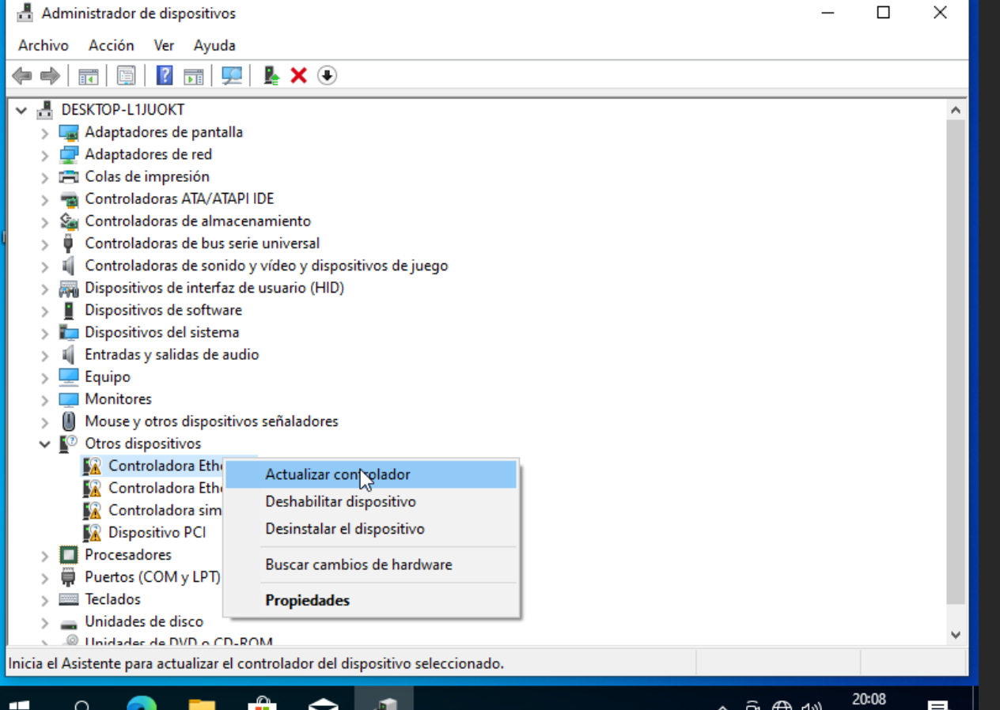 Administrador de dispositivos
Archivo Acción Ver Ayuda
DESKTOP-L1JUOKT
Adaptadores de pantalla
Adaptadores de red
Colas de impresión
Controladoras ATA/ATAPI IDE
Controladoras de almacenamiento
Controladoras de bus serie universal
Controladoras de sonido y vídeo y dispositivos de juego
Dispositivos de interfaz de usuario (HID)
Dispositivos de software
Dispositivos del sistema
Entradas y salidas de audio
Equipo
Monitores
Mouse y otros dispositivos señaladores
Otros dispositivos
Controladora Eth
Controladora Eth
Controladora sim
Dispositivo PCI
Procesadores
Puertos (COM y LPT)
Teclados
Unidades de disco
Unidades de DVD o CD-ROM
Actualizar controlador
Deshabilitar dispositivo
Desinstalar el dispositivo
Buscar cambios de hardware
Propiedades
Inicia el Asistente para actualizar el controlador del dispositivo seleccionado.
20:08